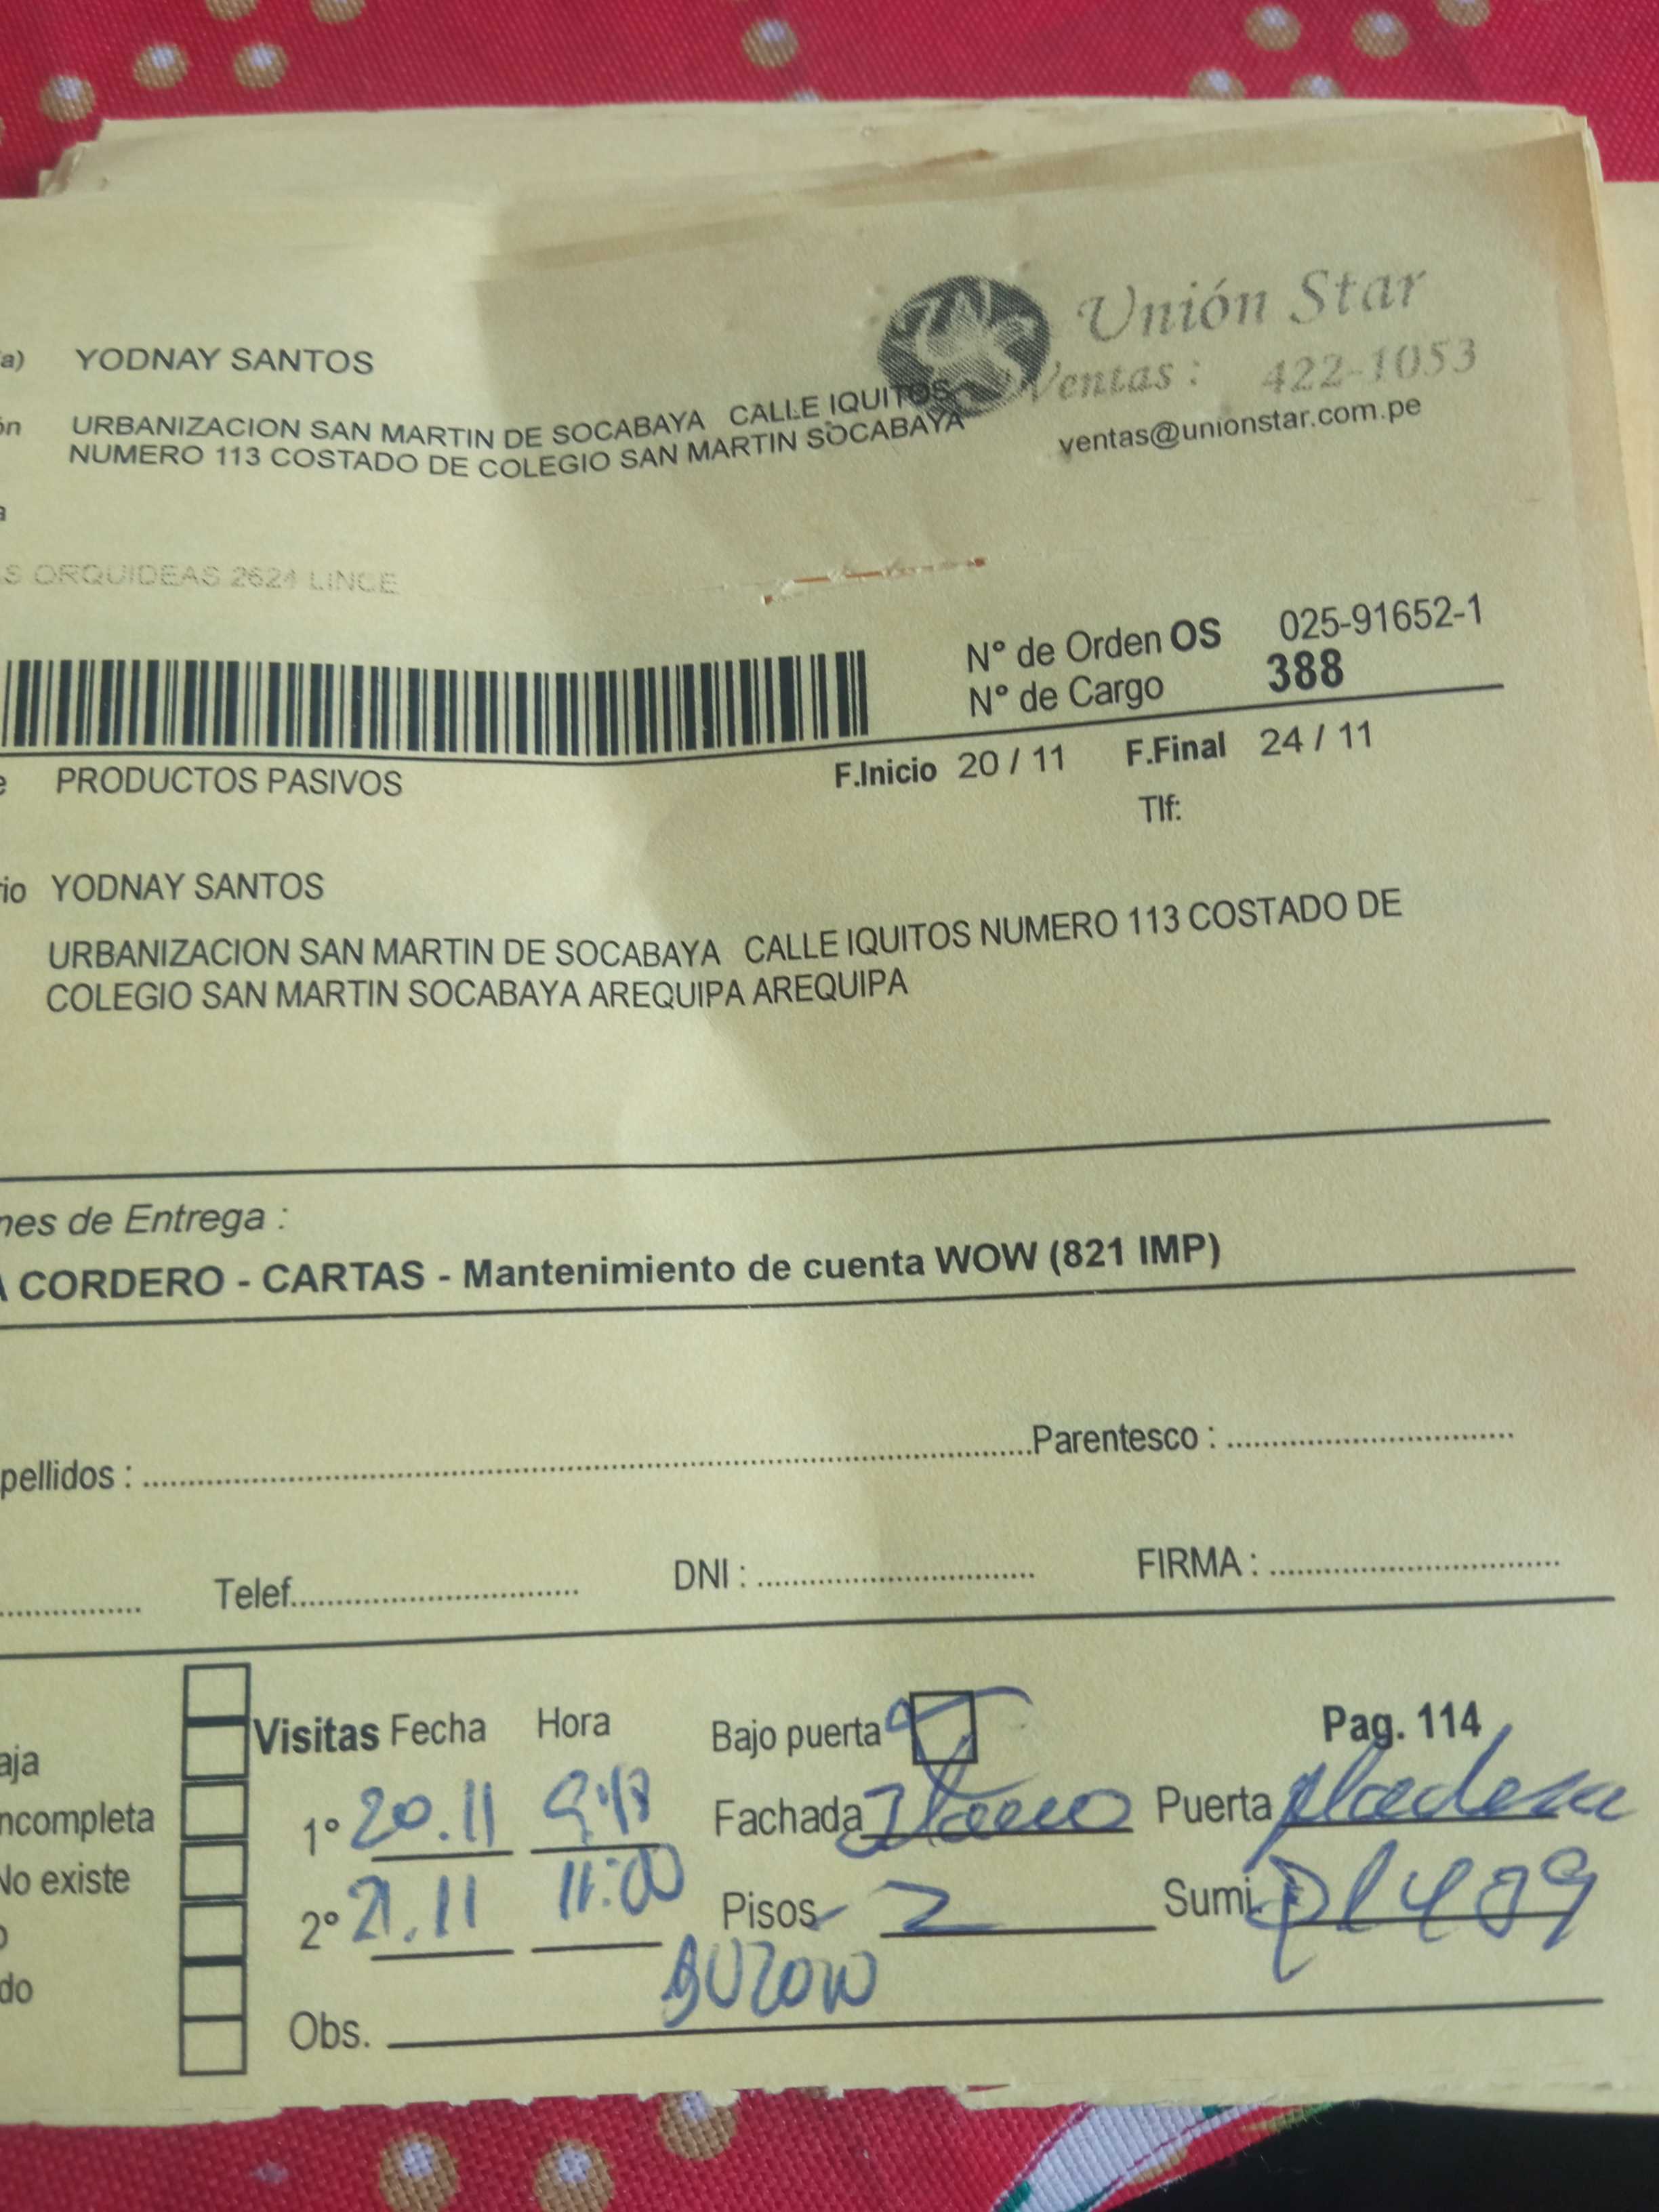 Unión Star
Ventas : 422-1053
ventas@unionstar.com.pe
a) YODNAY SANTOS
ón URBANIZACION SAN MARTIN DE SOCABAYA CALLE IQUITOS
NUMERO 113 COSTADO DE COLEGIO SAN MARTIN SOCABAYA
a
S ORQUIDEAS 2624 LINCE
N° de Orden OS 025-91652-1
N° de Cargo 388
F.Inicio 20 / 11 F.Final 24 / 11
e PRODUCTOS PASIVOS
Tlf:
rio YODNAY SANTOS
URBANIZACION SAN MARTIN DE SOCABAYA CALLE IQUITOS NUMERO 113 COSTADO DE
COLEGIO SAN MARTIN SOCABAYA AREQUIPA AREQUIPA
nes de Entrega :
A CORDERO - CARTAS - Mantenimiento de cuenta WOW (821 IMP)
pellidos : Parentesco :
Telef. DNI : FIRMA :
Visitas Fecha Hora Bajo puerta Pag. 114
aja
ncompleta 1° 20.11 Fachada Puerta
No existe 2° 21.11 11:00 Pisos 2 Sumi.
o
do BUZON
Obs.